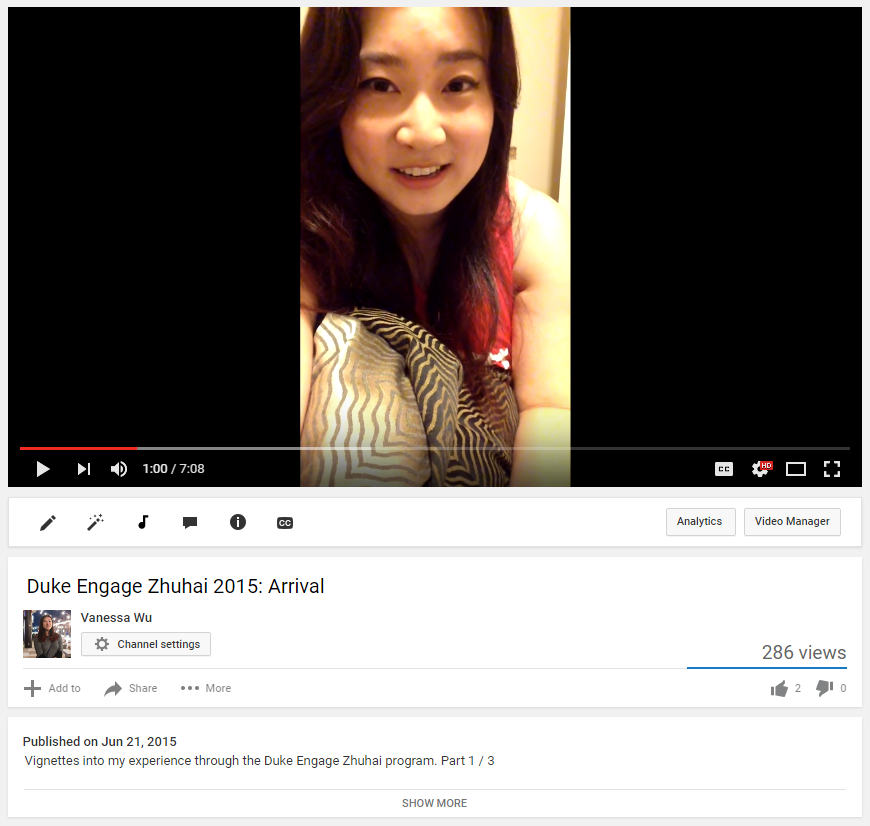 1:00 / 7:08
CC
HD
CC
Analytics
Video Manager
Duke Engage Zhuhai 2015: Arrival
Vanessa Wu
Channel settings
286 views
Add to
Share
More
2
0
Published on Jun 21, 2015
Vignettes into my experience through the Duke Engage Zhuhai program. Part 1 / 3
SHOW MORE